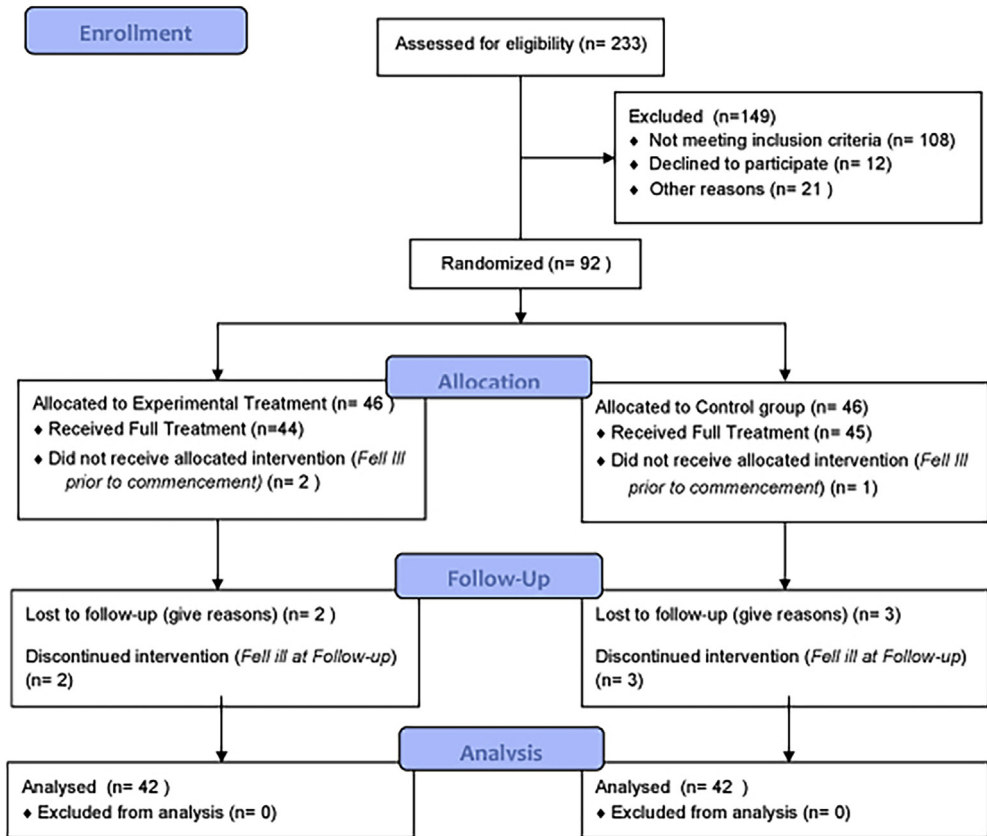 Enrollment
Assessed for eligibility (n= 233)
Excluded (n=149)
♦ Not meeting inclusion criteria (n= 108)
♦ Declined to participate (n= 12)
♦ Other reasons (n= 21 )
Randomized (n= 92 )
Allocation
Allocated to Experimental Treatment (n= 46 )
♦ Received Full Treatment (n=44)
♦ Did not receive allocated intervention (Fell Ill
prior to commencement) (n= 2 )
Allocated to Control group (n= 46)
♦ Received Full Treatment (n= 45)
♦ Did not receive allocated intervention (Fell Ill
prior to commencement) (n= 1)
Follow-Up
Lost to follow-up (give reasons) (n= 2 )
Discontinued intervention (Fell ill at Follow-up)
(n= 2)
Lost to follow-up (give reasons) (n= 3)
Discontinued intervention (Fell ill at Follow-up)
(n= 3)
Analysis
Analysed (n= 42 )
♦ Excluded from analysis (n= 0)
Analysed (n= 42 )
♦ Excluded from analysis (n= 0)